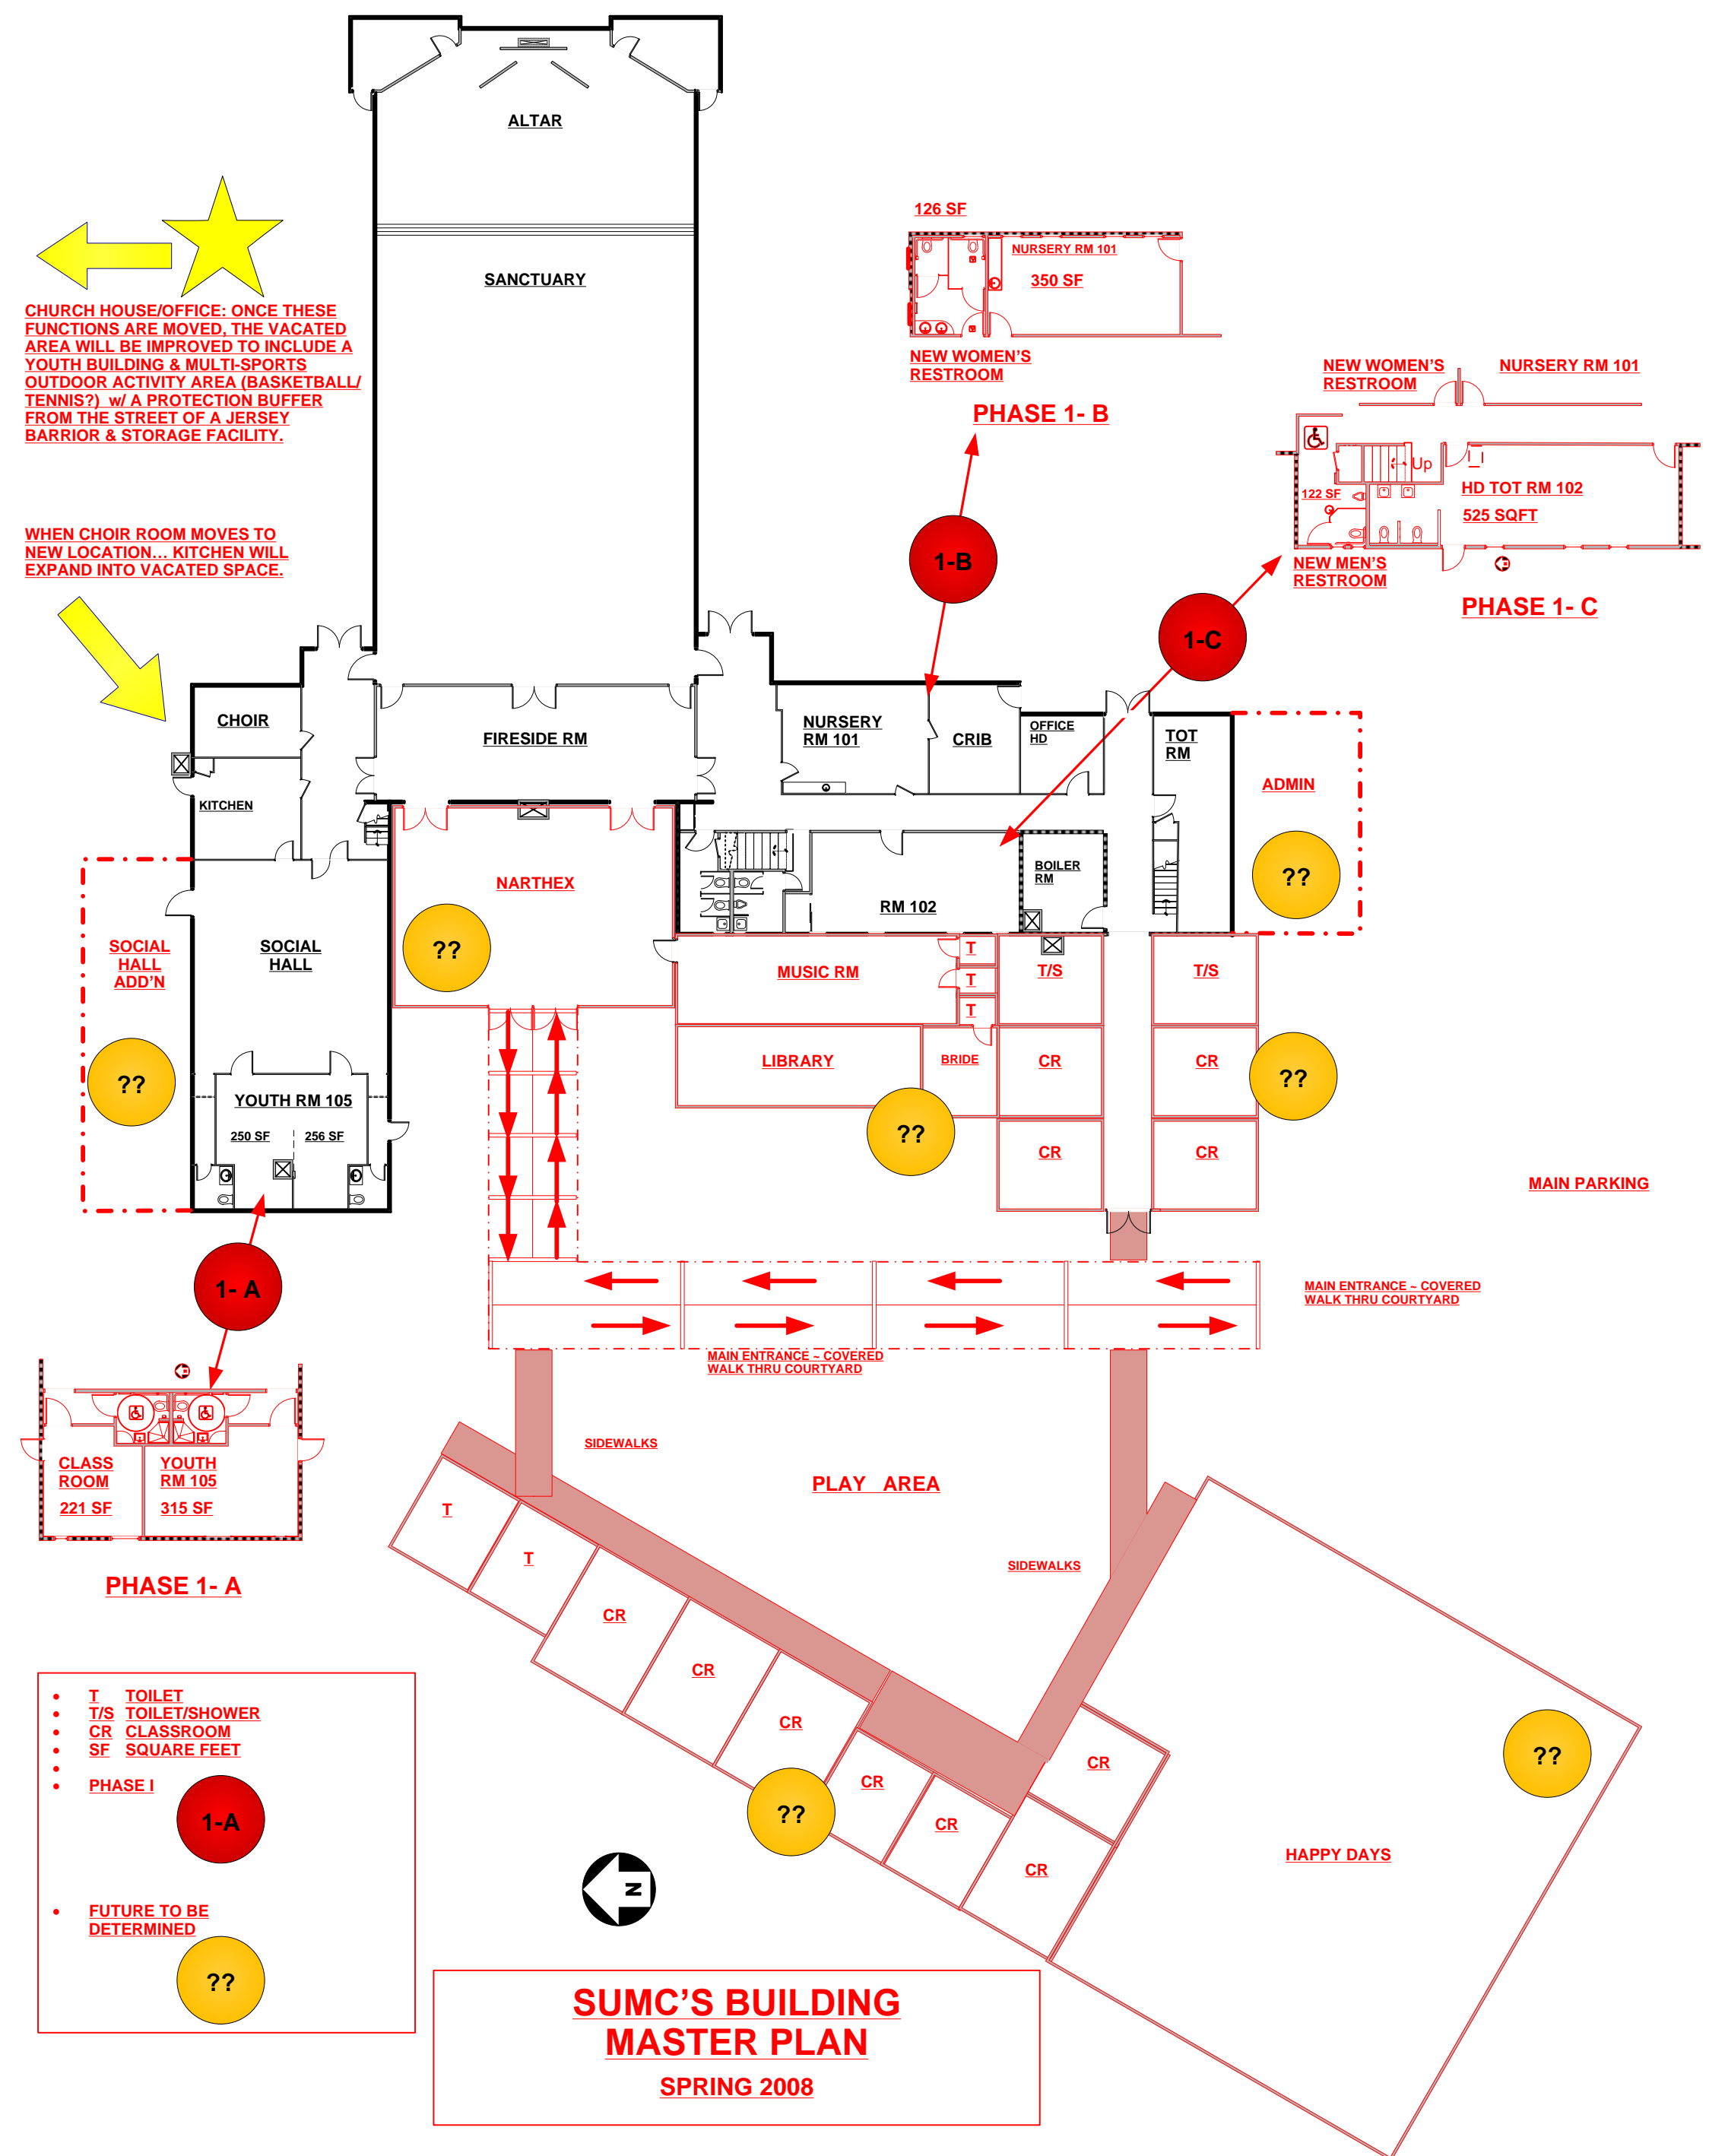 ALTAR
SANCTUARY
CHURCH HOUSE/OFFICE: ONCE THESE
FUNCTIONS ARE MOVED, THE VACATED
AREA WILL BE IMPROVED TO INCLUDE A
YOUTH BUILDING & MULTI-SPORTS
OUTDOOR ACTIVITY AREA (BASKETBALL/
TENNIS?) w/ A PROTECTION BUFFER
FROM THE STREET OF A JERSEY
BARRIOR & STORAGE FACILITY.
WHEN CHOIR ROOM MOVES TO
NEW LOCATION... KITCHEN WILL
EXPAND INTO VACATED SPACE.
126 SF
NURSERY RM 101
350 SF
NEW WOMEN'S
RESTROOM
PHASE 1- B
1-B
NEW WOMEN'S
RESTROOM
NURSERY RM 101
Up
122 SF
HD TOT RM 102
525 SQFT
NEW MEN'S
RESTROOM
PHASE 1- C
1-C
CHOIR
KITCHEN
FIRESIDE RM
NURSERY
RM 101
CRIB
OFFICE
HD
TOT
RM
ADMIN
??
NARTHEX
??
BOILER
RM
RM 102
SOCIAL
HALL
ADD'N
??
SOCIAL
HALL
MUSIC RM
T
T
T
T/S
T/S
LIBRARY
BRIDE
CR
CR
??
??
CR
CR
YOUTH RM 105
250 SF
256 SF
MAIN PARKING
1- A
MAIN ENTRANCE ~ COVERED
WALK THRU COURTYARD
MAIN ENTRANCE ~ COVERED
WALK THRU COURTYARD
CLASS
ROOM
221 SF
YOUTH
RM 105
315 SF
PHASE 1- A
SIDEWALKS
PLAY AREA
SIDEWALKS
T
T
CR
CR
CR
CR
CR
CR
CR
??
HAPPY DAYS
??
T TOILET
T/S TOILET/SHOWER
CR CLASSROOM
SF SQUARE FEET
PHASE I
1-A
FUTURE TO BE
DETERMINED
??
N
SUMC'S BUILDING
MASTER PLAN
SPRING 2008